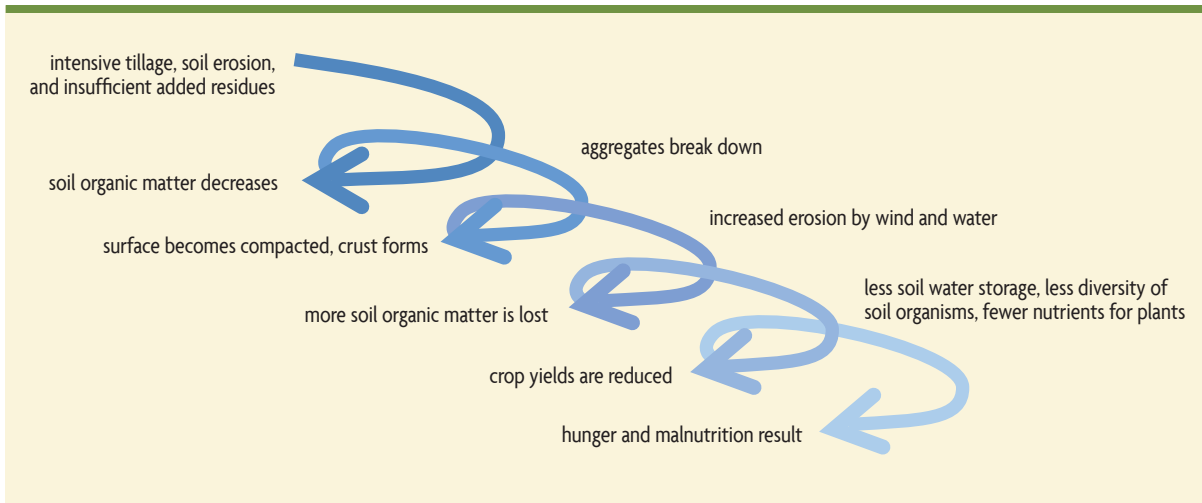 intensive tillage, soil erosion,
and insufficient added residues
aggregates break down
soil organic matter decreases
increased erosion by wind and water
surface becomes compacted, crust forms
less soil water storage, less diversity of
soil organisms, fewer nutrients for plants
more soil organic matter is lost
crop yields are reduced
hunger and malnutrition result